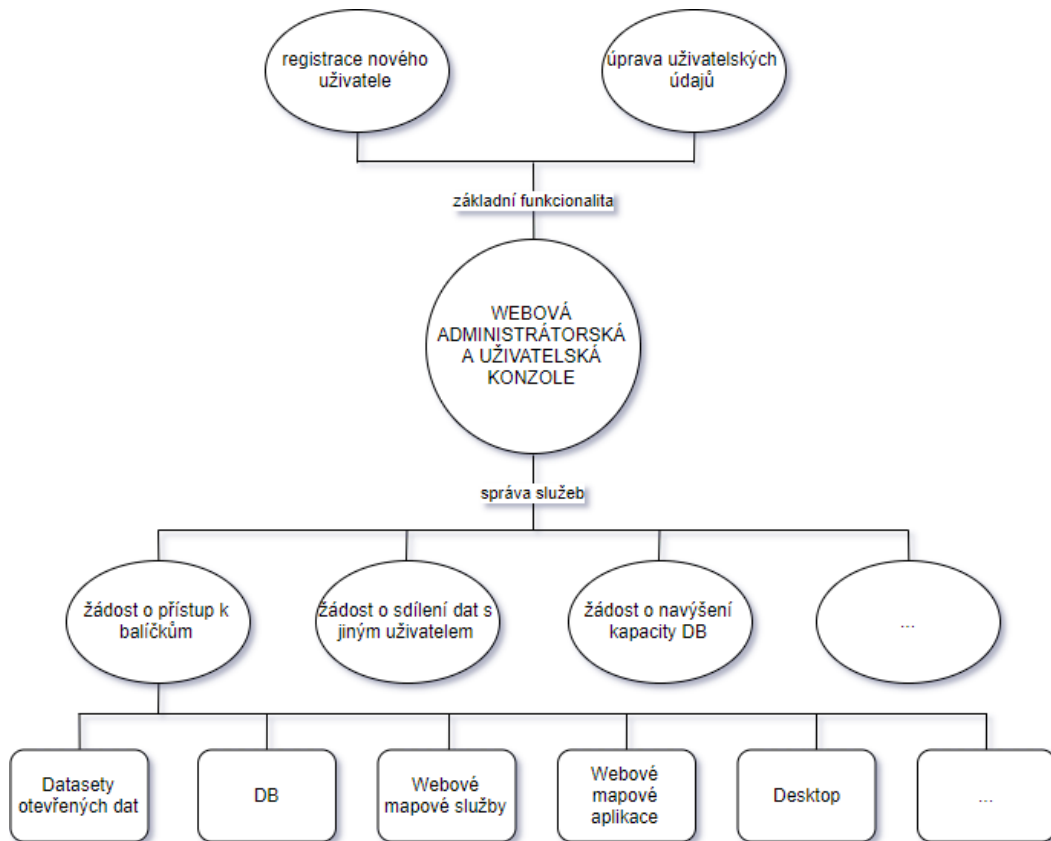 registrace nového
uživatele
úprava uživatelských
údajů
základní funkcionalita
WEBOVÁ
ADMINISTRÁTORSKÁ
A UŽIVATELSKÁ
KONZOLE
správa služeb
žádost o přístup k
balíčkům
žádost o sdílení dat s
jiným uživatelem
žádost o navýšení
kapacity DB
...
Datasety
otevřených dat
DB
Webové
mapové služby
Webové
mapové
aplikace
Desktop
...